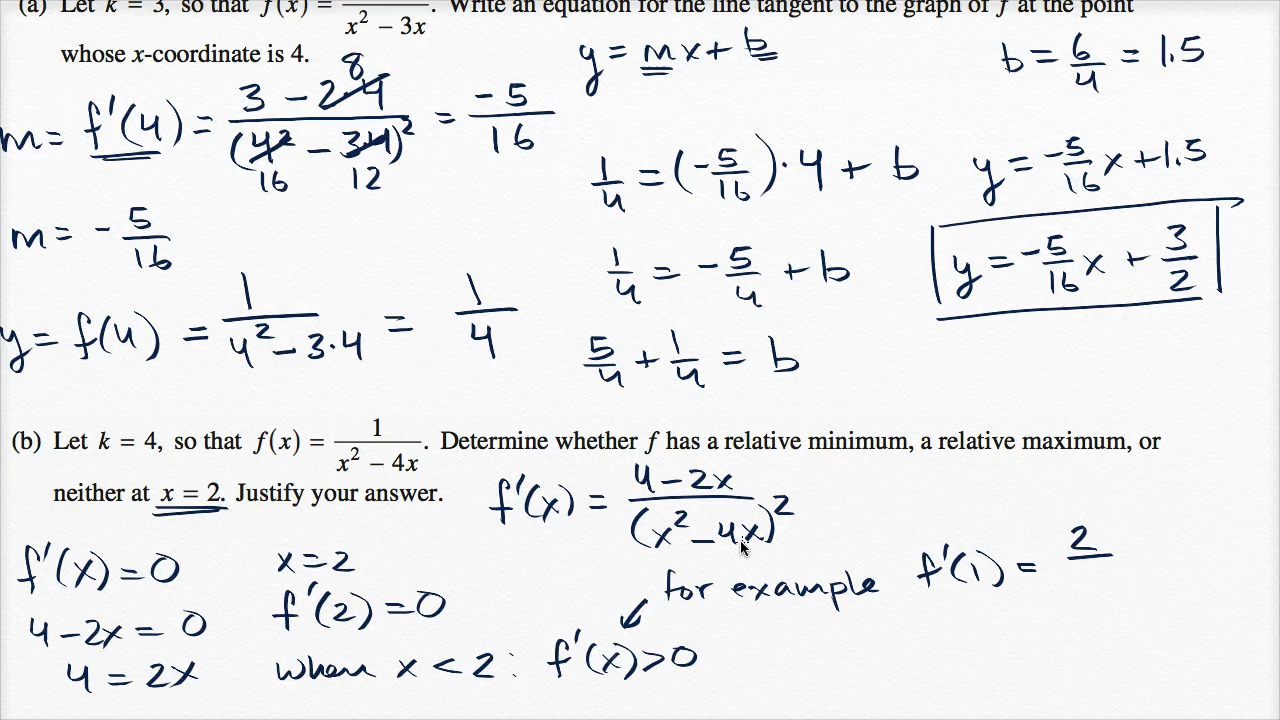 (a) Let k = 3, so that f(x) = 1/(x² − 3x). Write an equation for the line tangent to the graph of f at the point
whose x-coordinate is 4.
m = f'(4) = (3 − 2·4)/(4² − 3·4)² = -5/16
8
16 12
m = -5/16
y = f(4) = 1/(4² − 3·4) = 1/4
y = mx + b
1/4 = (-5/16)·4 + b
1/4 = -5/4 + b
5/4 + 1/4 = b
b = 6/4 = 1.5
y = -5/16 x + 1.5
y = -5/16 x + 3/2
(b) Let k = 4, so that f(x) = 1/(x² − 4x). Determine whether f has a relative minimum, a relative maximum, or
neither at x = 2. Justify your answer.
f'(x) = (4 − 2x)/(x² − 4x)²
f'(x) = 0
4 − 2x = 0
4 = 2x
x = 2
f'(2) = 0
when x < 2: f'(x) > 0
for example f'(1) = 2